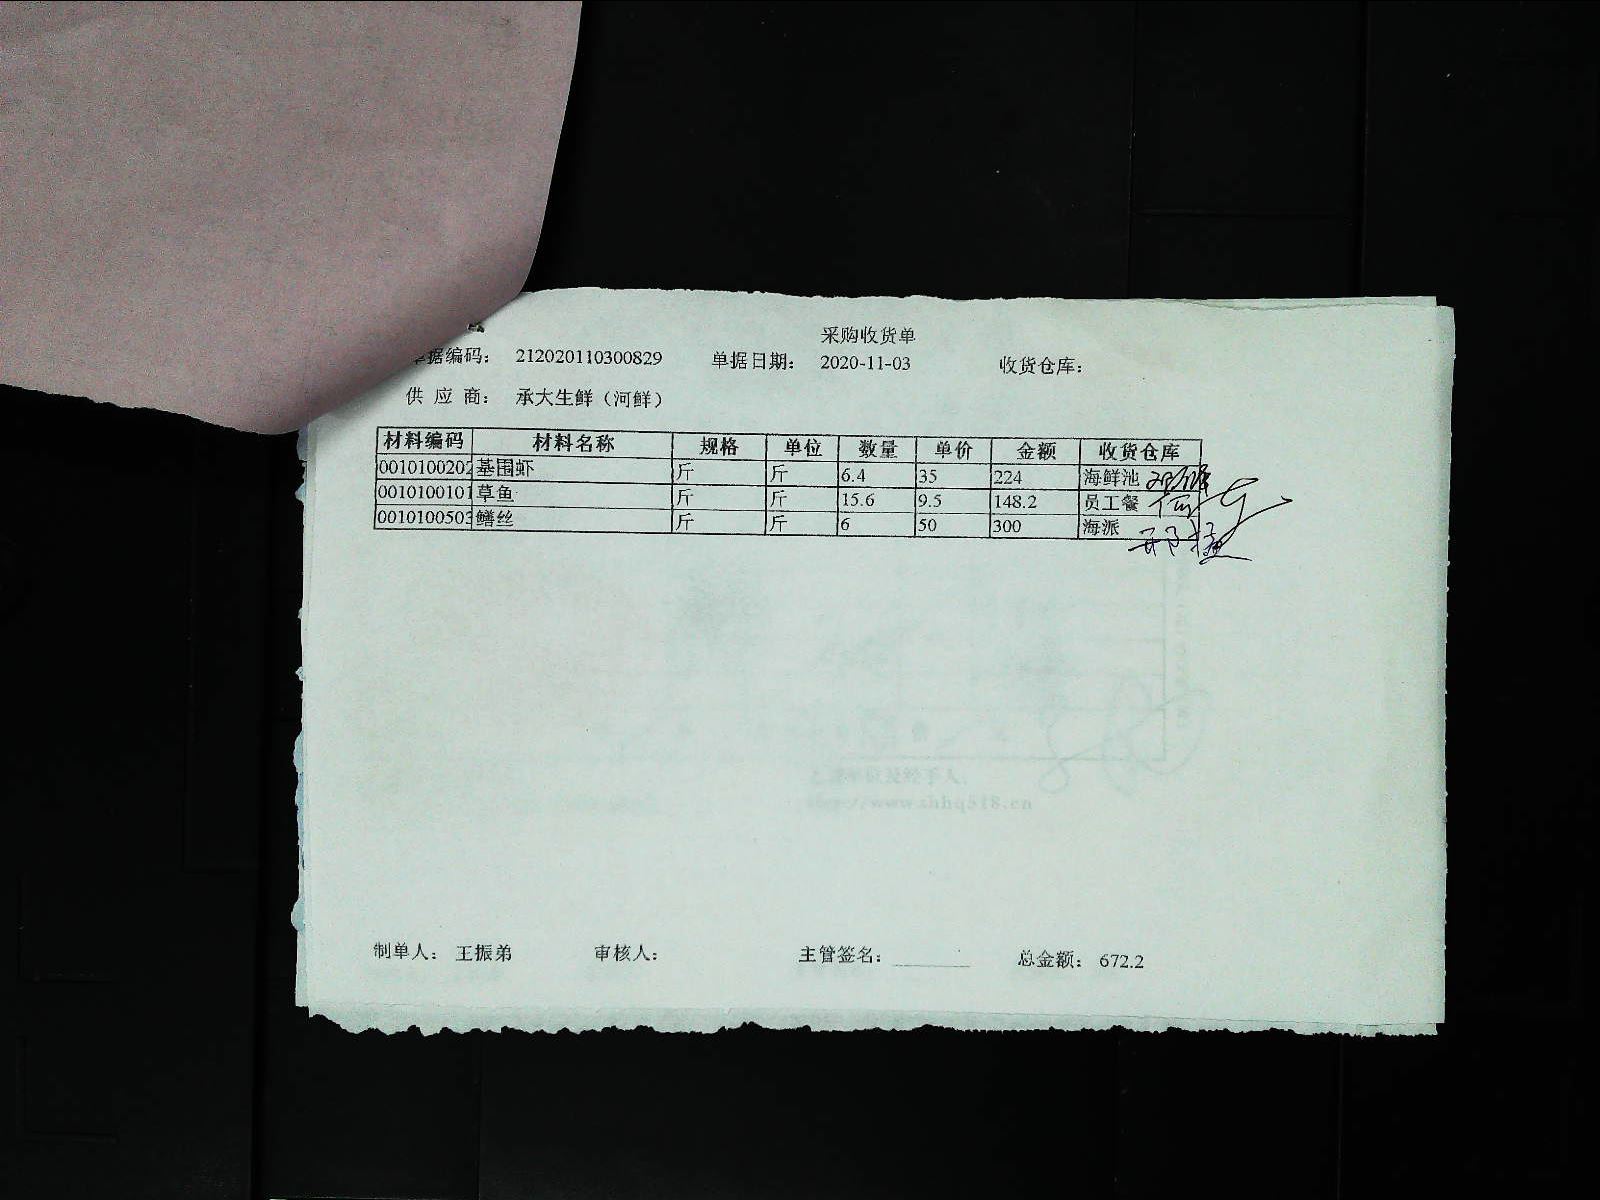 采购收货单
单据编码： 212020110300829 单据日期： 2020-11-03 收货仓库：
供 应 商： 承大生鲜（河鲜）
材料编码 材料名称 规格 单位 数量 单价 金额 收货仓库
0010100202 基围虾 斤 斤 6.4 35 224 海鲜池
0010100101 草鱼 斤 斤 15.6 9.5 148.2 员工餐
0010100503 鳝丝 斤 斤 6 50 300 海派
制单人： 王振弟 审核人： 主管签名： 总金额： 672.2